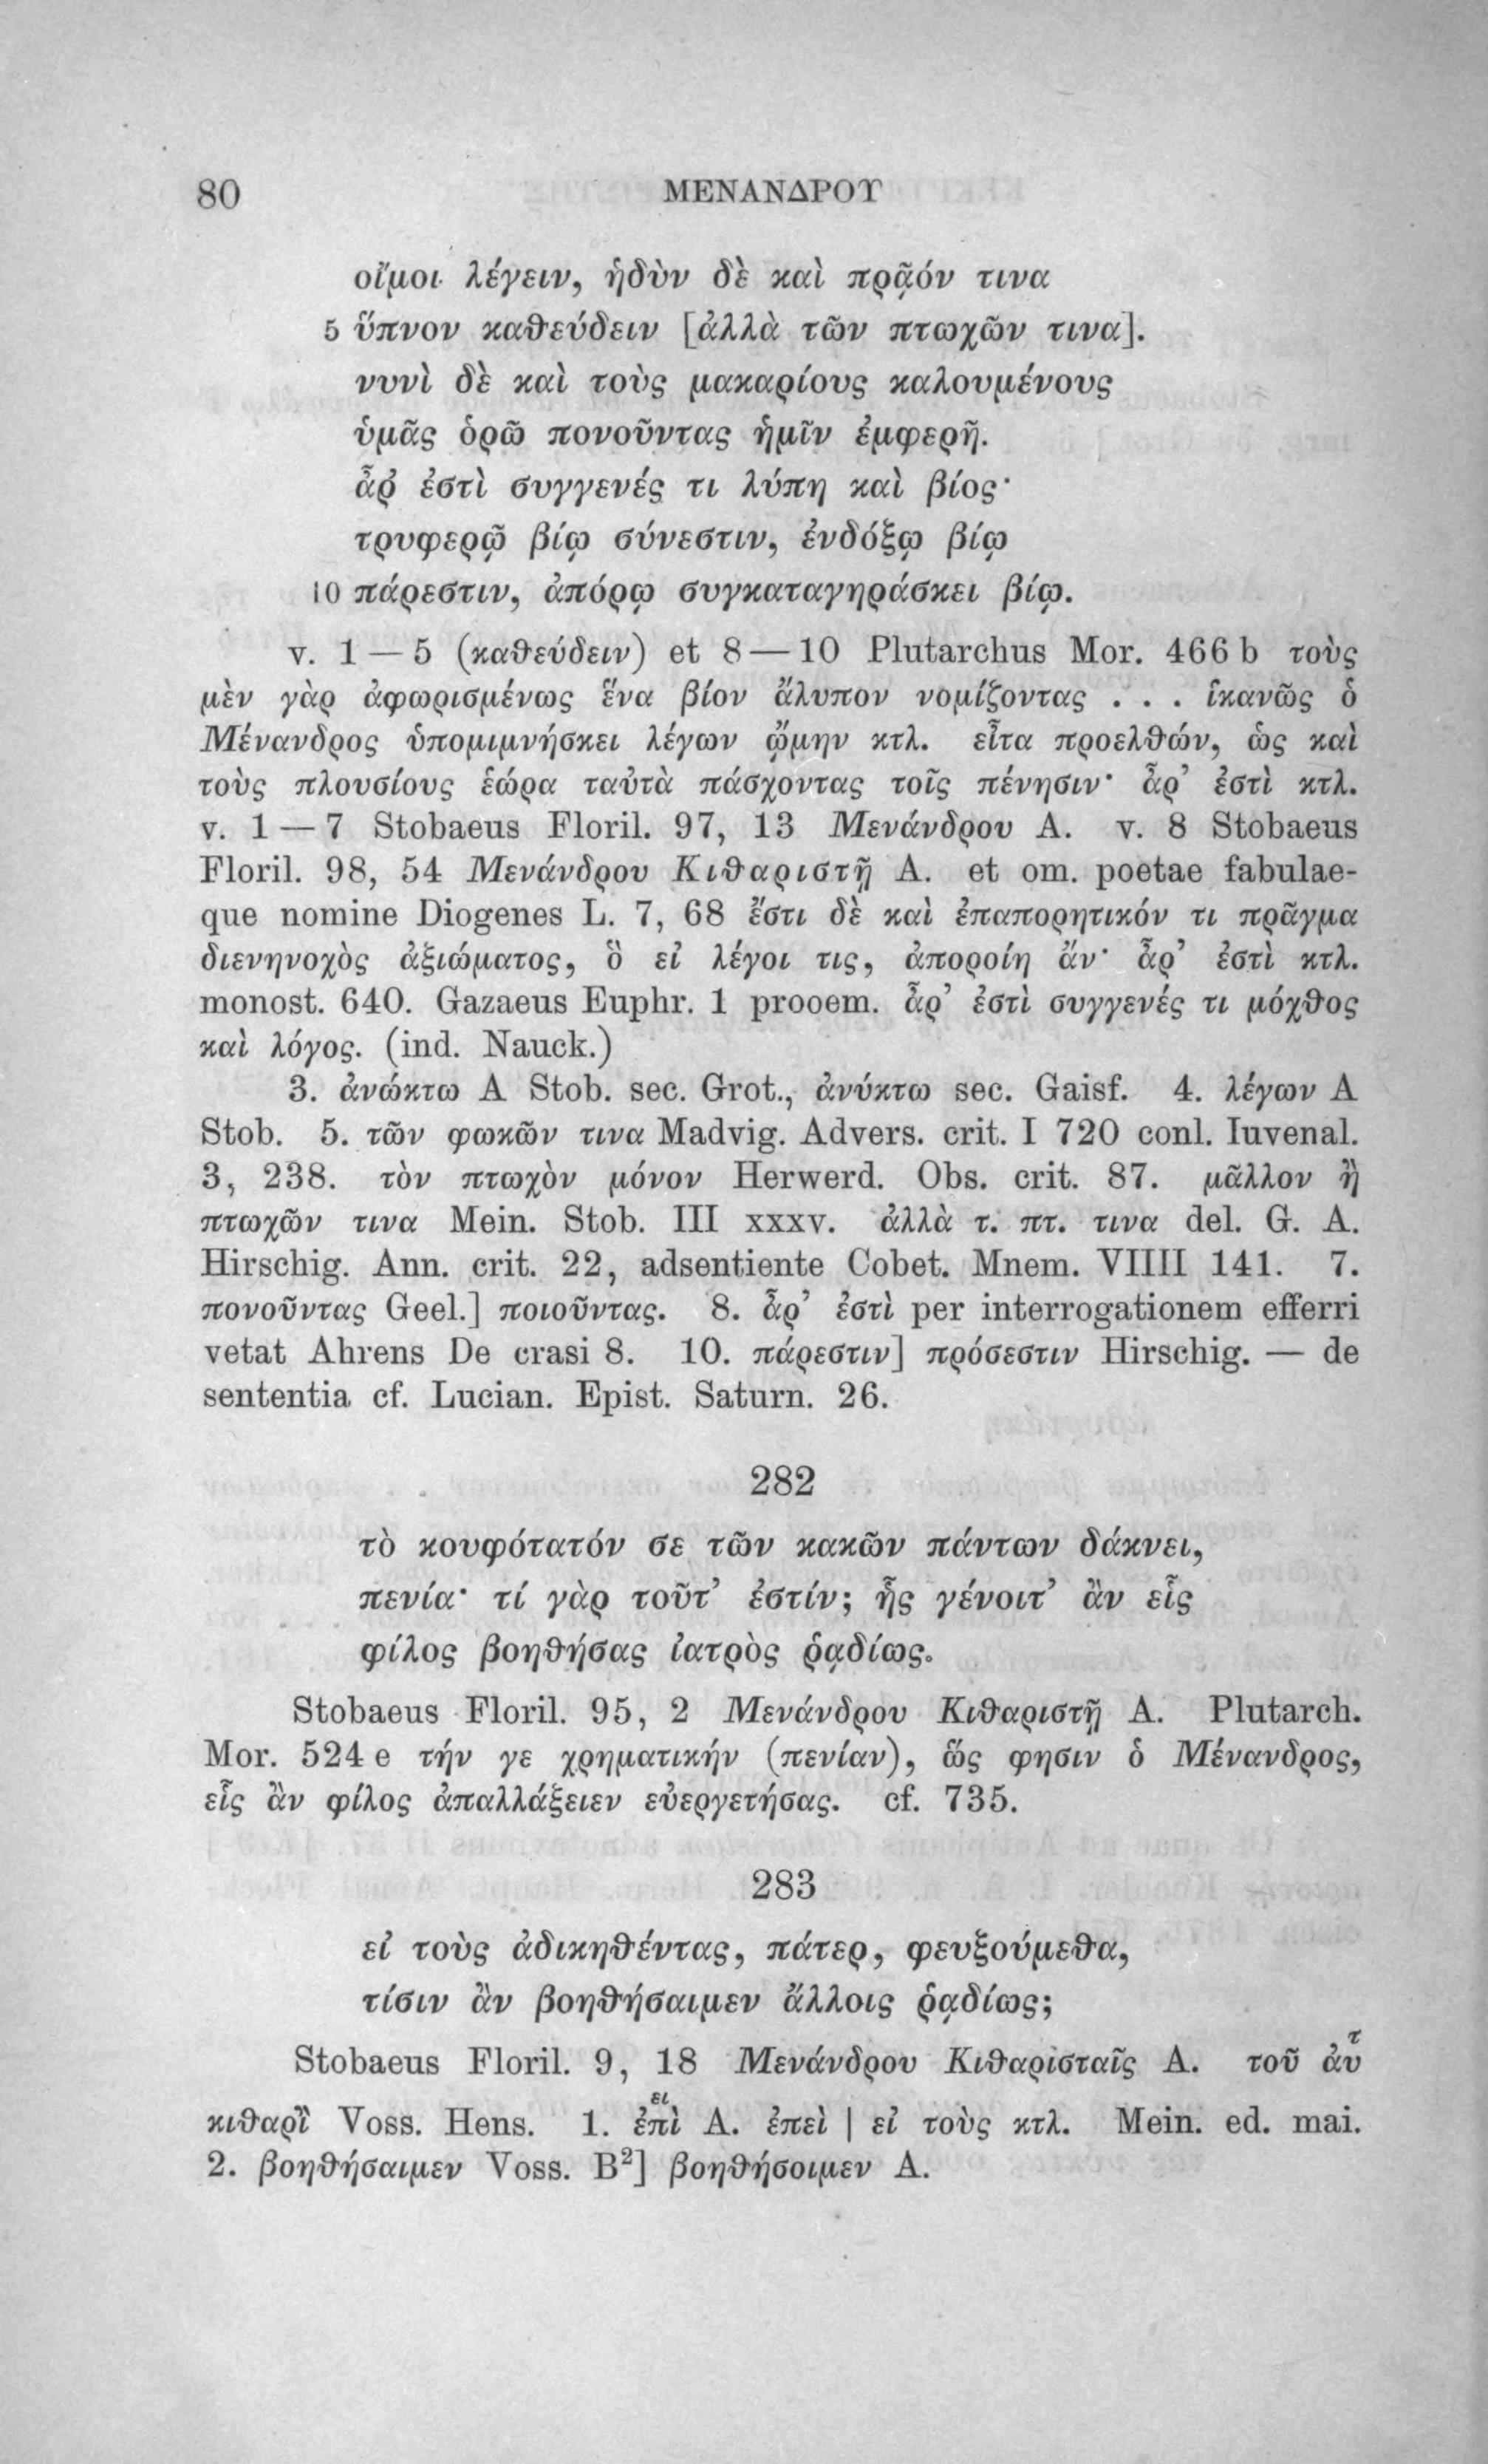 80 ΜΕΝΑΝΔΡΟΥ
οἴμοι λέγειν, ἡδὺν δὲ καὶ πρᾷόν τινα
5 ὕπνον καθεύδειν [ἀλλὰ τῶν πτωχῶν τινα].
νυνὶ δὲ καὶ τοὺς μακαρίους καλουμένους
ὑμᾶς ὁρῶ πονοῦντας ἡμῖν ἐμφερῆ.
ἆῤ ἐστὶ συγγενές τι λύπη καὶ βίος·
τρυφερῷ βίῳ σύνεστιν, ἐνδόξῳ βίῳ
10 πάρεστιν, ἀπόρῳ συγκαταγηράσκει βίῳ.
v. 1 — 5 (καθεύδειν) et 8 — 10 Plutarchus Mor. 466 b τοὺς
μὲν γὰρ ἀφωρισμένως ἕνα βίον ἄλυπον νομίζοντας . . . ἱκανῶς ὁ
Μένανδρος ὑπομιμνήσκει λέγων ᾤμην κτλ. εἶτα προελθών, ὡς καὶ
τοὺς πλουσίους ἑώρα ταὐτὰ πάσχοντας τοῖς πένησιν· ἆρ’ ἐστὶ κτλ.
v. 1 — 7 Stobaeus Floril. 97, 13 Μενάνδρου A. v. 8 Stobaeus
Floril. 98, 54 Μενάνδρου Κιθαριστῇ A. et om. poetae fabulae-
que nomine Diogenes L. 7, 68 ἔστι δὲ καὶ ἐπαπορητικόν τι πρᾶγμα
διενηνοχὸς ἀξιώματος, ὃ εἰ λέγοι τις, ἀποροίη ἄν· ἆρ’ ἐστὶ κτλ.
monost. 640. Gazaeus Euphr. 1 prooem. ἆρ’ ἐστὶ συγγενές τι μόχθος
καὶ λόγος. (ind. Nauck.)
3. ἀνώκτω A Stob. sec. Grot., ἀνύκτω sec. Gaisf. 4. λέγων A
Stob. 5. τῶν φωκῶν τινα Madvig. Advers. crit. I 720 conl. Iuvenal.
3, 238. τὸν πτωχὸν μόνον Herwerd. Obs. crit. 87. μᾶλλον ἢ
πτωχῶν τινα Mein. Stob. III xxxv. ἀλλὰ τ. πτ. τινα del. G. A.
Hirschig. Ann. crit. 22, adsentiente Cobet. Mnem. VIIII 141. 7.
πονοῦντας Geel.] ποιοῦντας. 8. ἆρ’ ἐστὶ per interrogationem efferri
vetat Ahrens De crasi 8. 10. πάρεστιν] πρόσεστιν Hirschig. — de
sententia cf. Lucian. Epist. Saturn. 26.
282
τὸ κουφότατόν σε τῶν κακῶν πάντων δάκνει,
πενία· τί γὰρ τοῦτ’ ἐστίν; ἧς γένοιτ’ ἂν εἷς
φίλος βοηθήσας ἰατρὸς ῥᾳδίως.
Stobaeus Floril. 95, 2 Μενάνδρου Κιθαριστῇ A. Plutarch.
Mor. 524 e τήν γε χρηματικήν (πενίαν), ὥς φησιν ὁ Μένανδρος,
εἷς ἂν φίλος ἀπαλλάξειεν εὐεργετήσας. cf. 735.
283
εἰ τοὺς ἀδικηθέντας, πάτερ, φευξούμεθα,
τίσιν ἂν βοηθήσαιμεν ἄλλοις ῥᾳδίως;
Stobaeus Floril. 9, 18 Μενάνδρου Κιθαρισταῖς A. τοῦ ἀῦτ
κιθαρῒ Voss. Hens. 1. ἐπὶει A. ἐπεὶ | εἰ τοὺς κτλ. Mein. ed. mai.
2. βοηθήσαιμεν Voss. B²] βοηθήσοιμεν A.